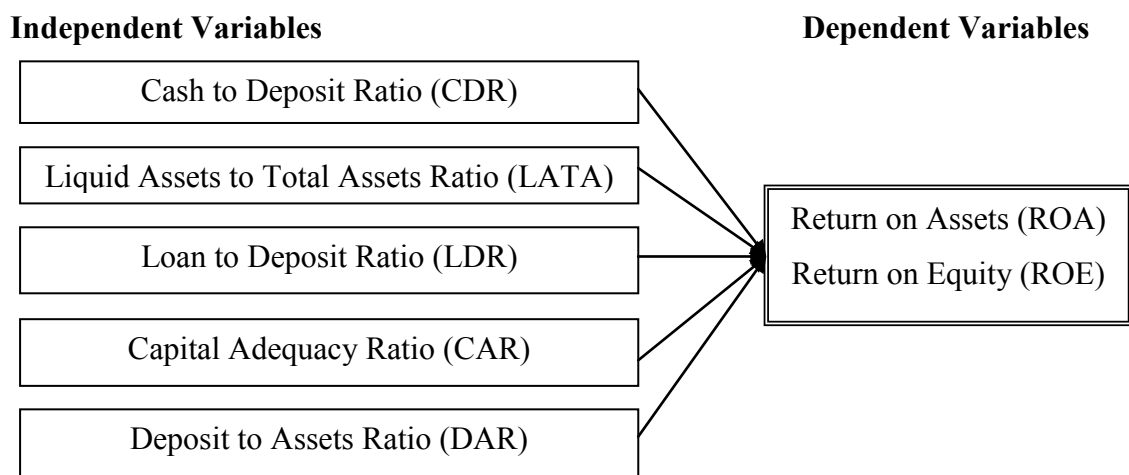 Independent Variables
Dependent Variables
Cash to Deposit Ratio (CDR)
Liquid Assets to Total Assets Ratio (LATA)
Loan to Deposit Ratio (LDR)
Capital Adequacy Ratio (CAR)
Deposit to Assets Ratio (DAR)
Return on Assets (ROA)
Return on Equity (ROE)